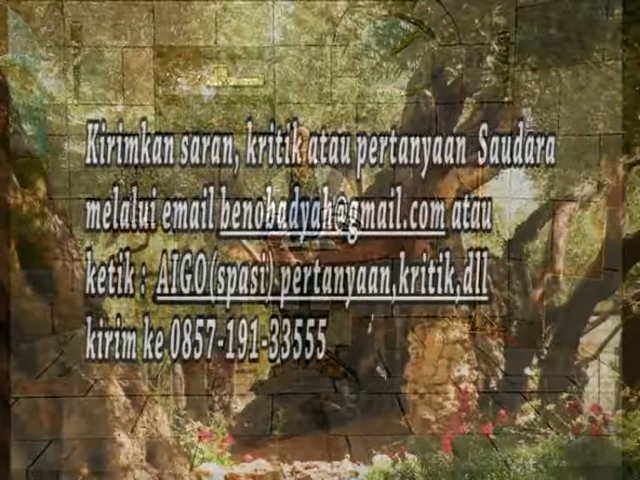 Kirimkan saran, kritik atau pertanyaan Saudara
melalui email benobadyah@gmail.com atau
ketik : AIGO(spasi) pertanyaan,kritik,dll
kirim ke 0857-191-33555